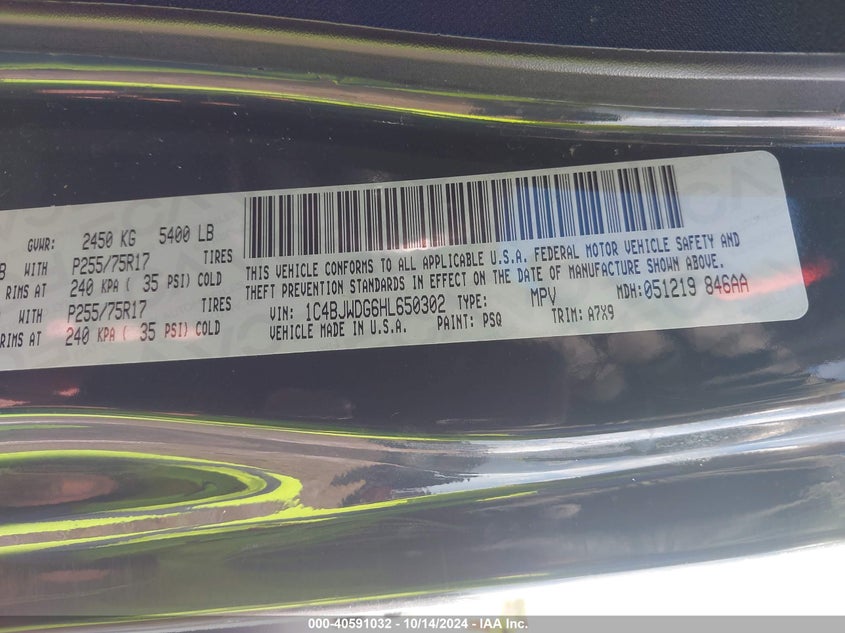 GVWR: 2450 KG 5400 LB
B WITH P255/75R17 TIRES
RIMS AT 240 KPA ( 35 PSI) COLD
WITH P255/75R17 TIRES
RIMS AT 240 KPA ( 35 PSI) COLD
THIS VEHICLE CONFORMS TO ALL APPLICABLE U.S.A. FEDERAL MOTOR VEHICLE SAFETY AND
THEFT PREVENTION STANDARDS IN EFFECT ON THE DATE OF MANUFACTURE SHOWN ABOVE.
VIN: 1C4BJWDG6HL650302 TYPE: MPV MDH: 051219 846AA
VEHICLE MADE IN U.S.A. PAINT: PSQ TRIM: A7X9
000-40591032 - 10/14/2024 - IAA Inc.